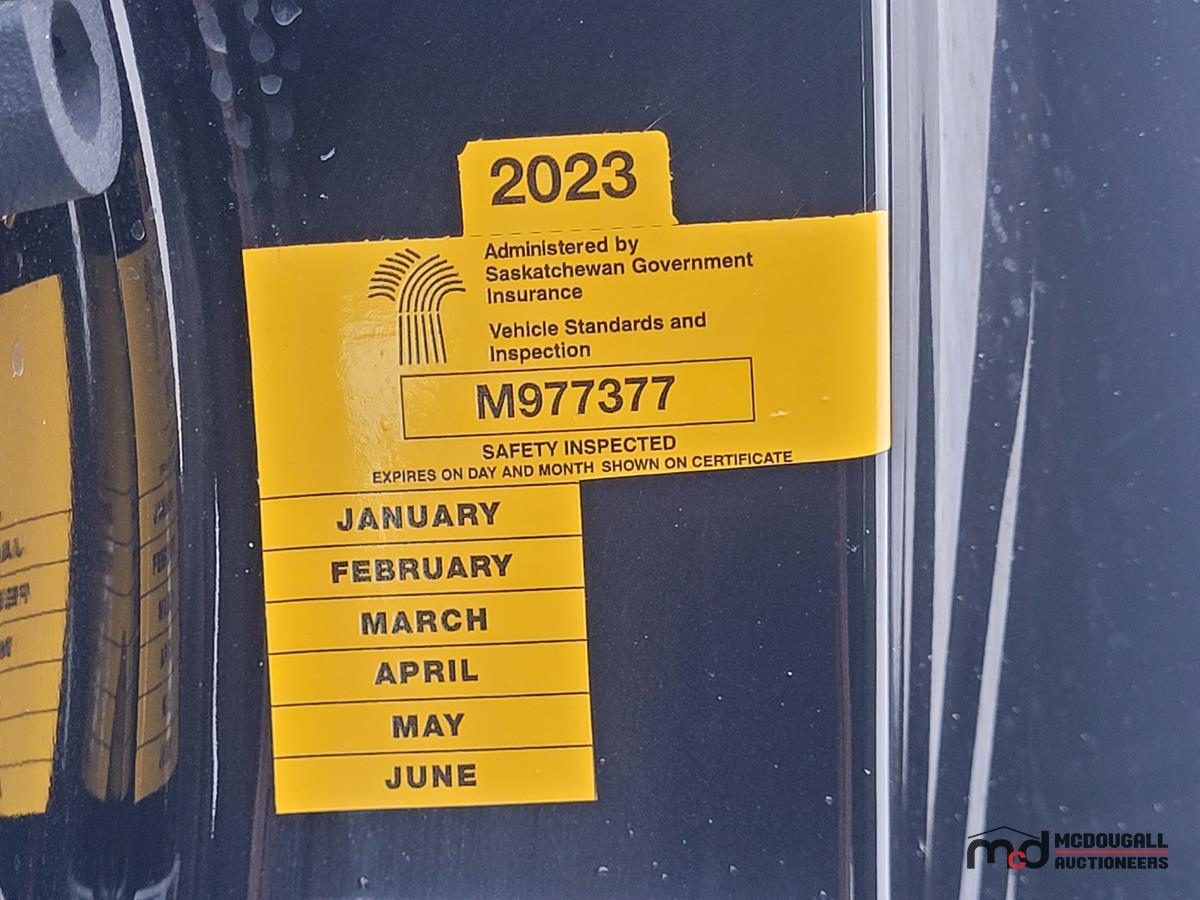 2023
Administered by
Saskatchewan Government
Insurance
Vehicle Standards and
Inspection
M977377
SAFETY INSPECTED
EXPIRES ON DAY AND MONTH SHOWN ON CERTIFICATE
JANUARY
FEBRUARY
MARCH
APRIL
MAY
JUNE
mcd MCDOUGALL
AUCTIONEERS